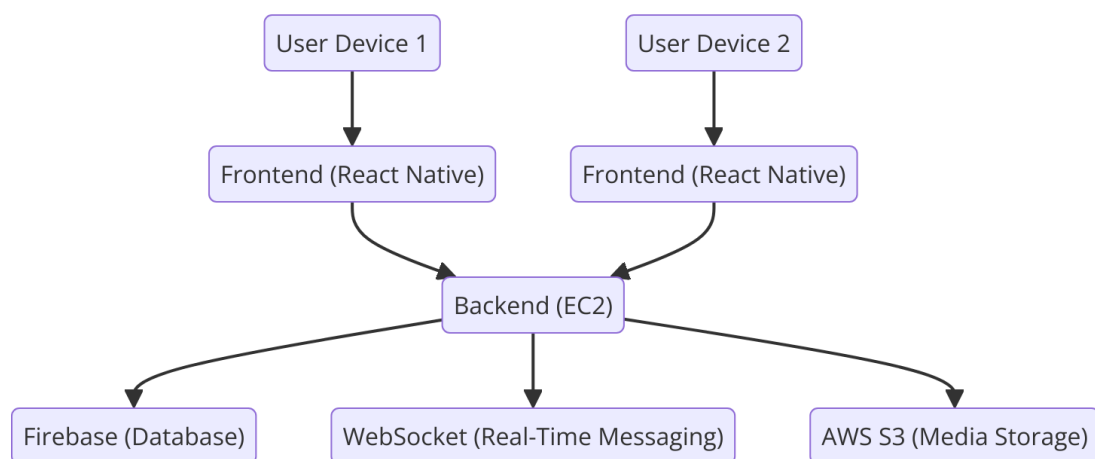 User Device 1
User Device 2
Frontend (React Native)
Frontend (React Native)
Backend (EC2)
Firebase (Database)
WebSocket (Real-Time Messaging)
AWS S3 (Media Storage)